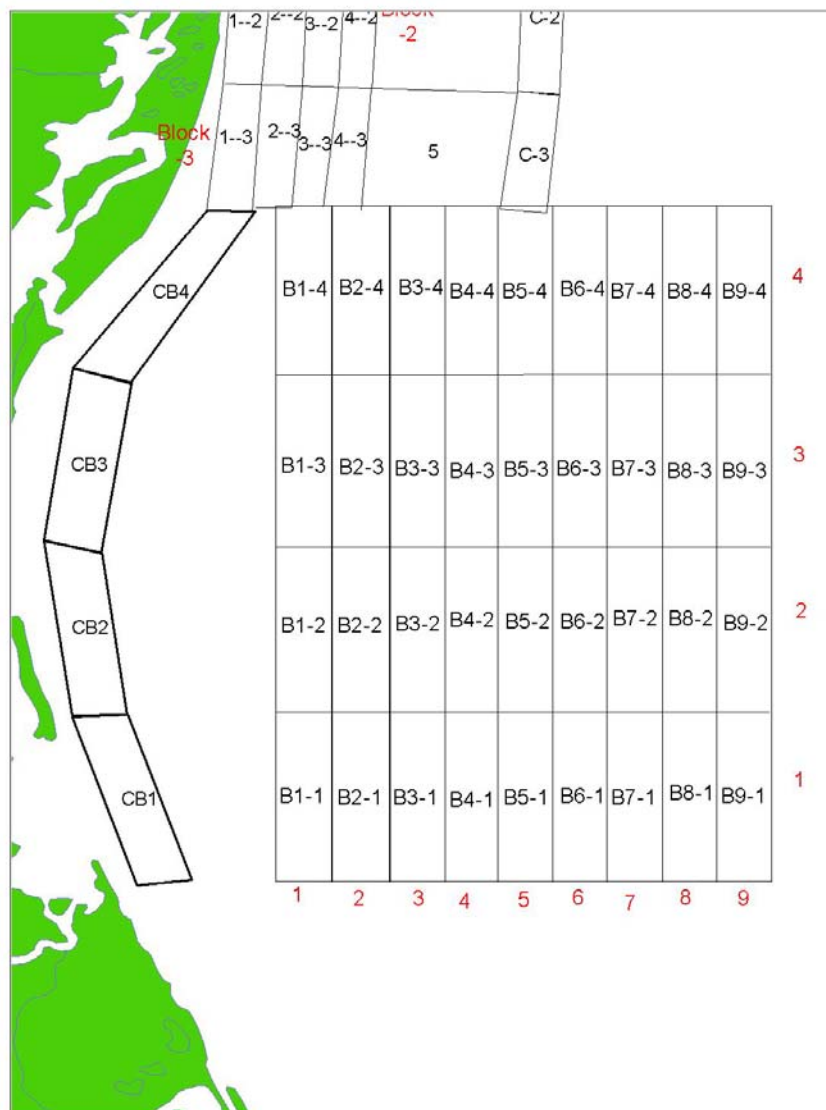 1--2 2--2 3--2 4--2 Block C-2
-2
Block 1--3 2--3 3--3 4--3 5 C-3
-3
CB4 B1-4 B2-4 B3-4 B4-4 B5-4 B6-4 B7-4 B8-4 B9-4 4
CB3 B1-3 B2-3 B3-3 B4-3 B5-3 B6-3 B7-3 B8-3 B9-3 3
CB2 B1-2 B2-2 B3-2 B4-2 B5-2 B6-2 B7-2 B8-2 B9-2 2
CB1 B1-1 B2-1 B3-1 B4-1 B5-1 B6-1 B7-1 B8-1 B9-1 1
1 2 3 4 5 6 7 8 9